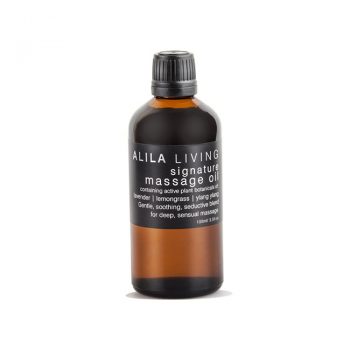 ALILA LIVING
signature
massage oil
containing active plant botanicals of:
lavender | lemongrass | ylang ylang
Gentle, soothing, seductive blend
for deep, sensual massage
100ml